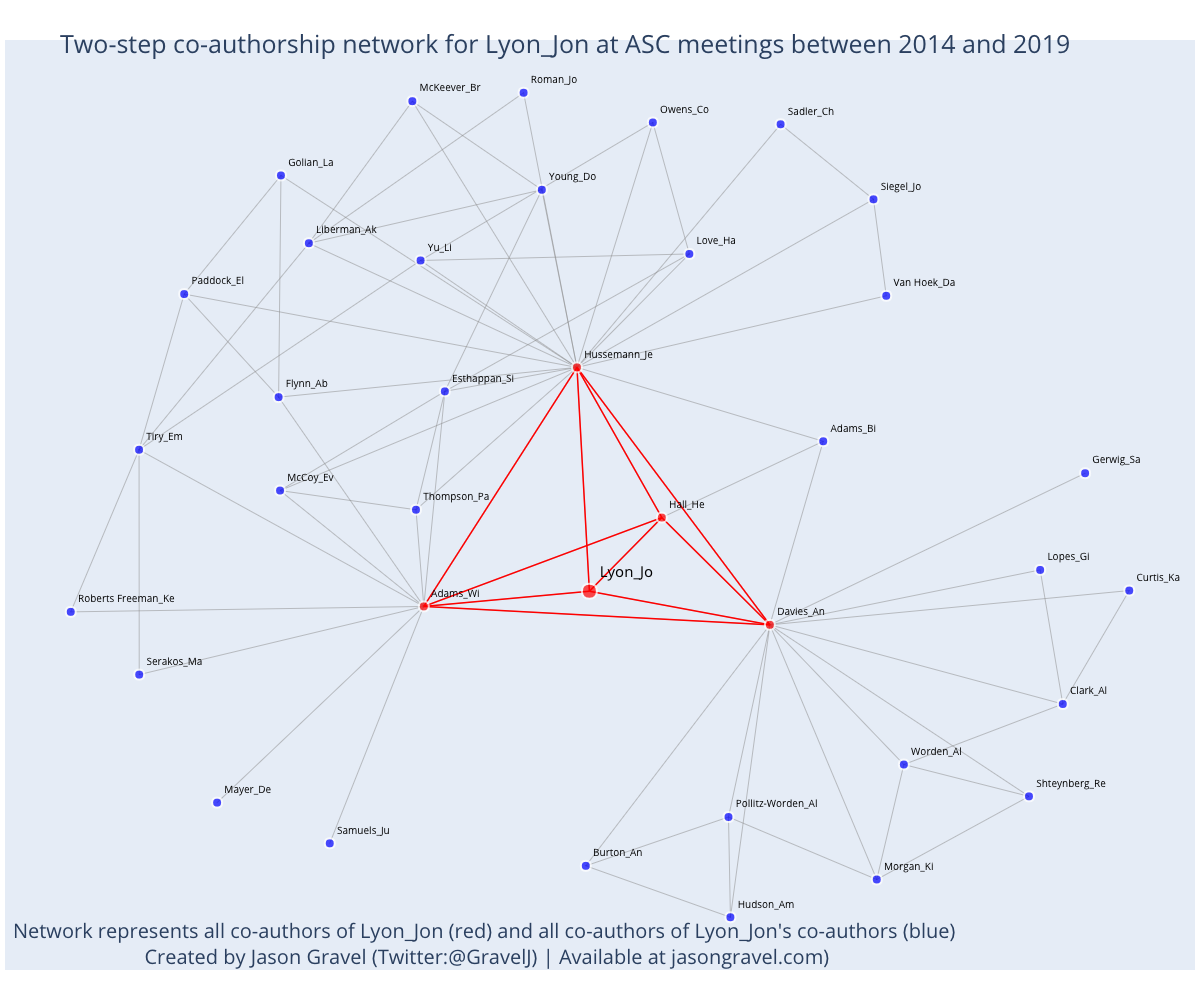 Two-step co-authorship network for Lyon_Jon at ASC meetings between 2014 and 2019
Roman_Jo
McKeever_Br
Owens_Co
Sadler_Ch
Golian_La
Young_Do
Siegel_Jo
Liberman_Ak
Love_Ha
Yu_Li
Paddock_El
Van Hoek_Da
Hussemann_Je
Esthappan_Si
Flynn_Ab
Adams_Bi
Tiry_Em
Gerwig_Sa
McCoy_Ev
Thompson_Pa
Hall_He
Lopes_Gi
Lyon_Jo
Curtis_Ka
Adams_Wi
Roberts Freeman_Ke
Davies_An
Serakos_Ma
Clark_Al
Worden_Al
Shteynberg_Re
Mayer_De
Pollitz-Worden_Al
Samuels_Ju
Burton_An
Morgan_Ki
Hudson_Am
Network represents all co-authors of Lyon_Jon (red) and all co-authors of Lyon_Jon's co-authors (blue)
Created by Jason Gravel (Twitter:@GravelJ) | Available at jasongravel.com)